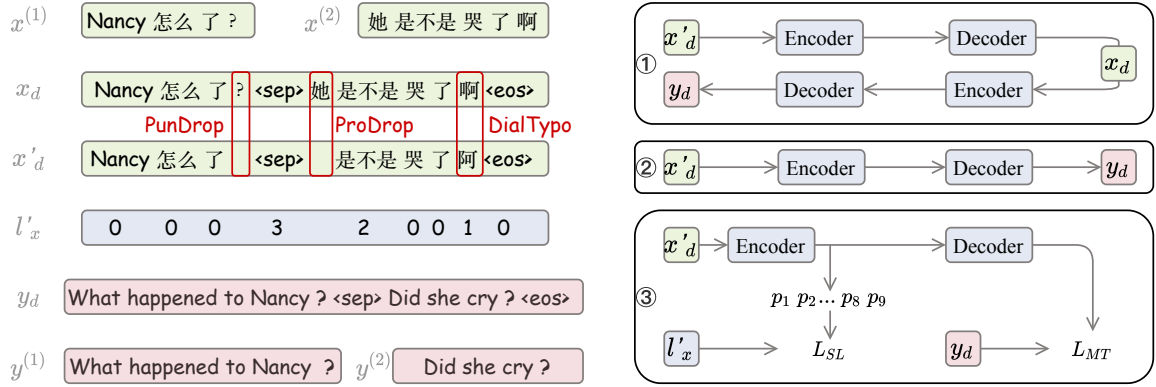 x(1) Nancy 怎么 了 ? x(2) 她 是不是 哭 了 啊
x_d Nancy 怎么 了 ? <sep> 她 是不是 哭 了 啊 <eos>
PunDrop ProDrop DialTypo
x'_d Nancy 怎么 了 <sep> 是不是 哭 了 阿 <eos>
l'_x 0 0 0 3 2 0 0 1 0
y_d What happened to Nancy ? <sep> Did she cry ? <eos>
y(1) What happened to Nancy ? y(2) Did she cry ?
① x'_d Encoder Decoder x_d
y_d Decoder Encoder
② x'_d Encoder Decoder y_d
③ x'_d Encoder Decoder
p1 p2... p8 p9
l'_x L_SL y_d L_MT